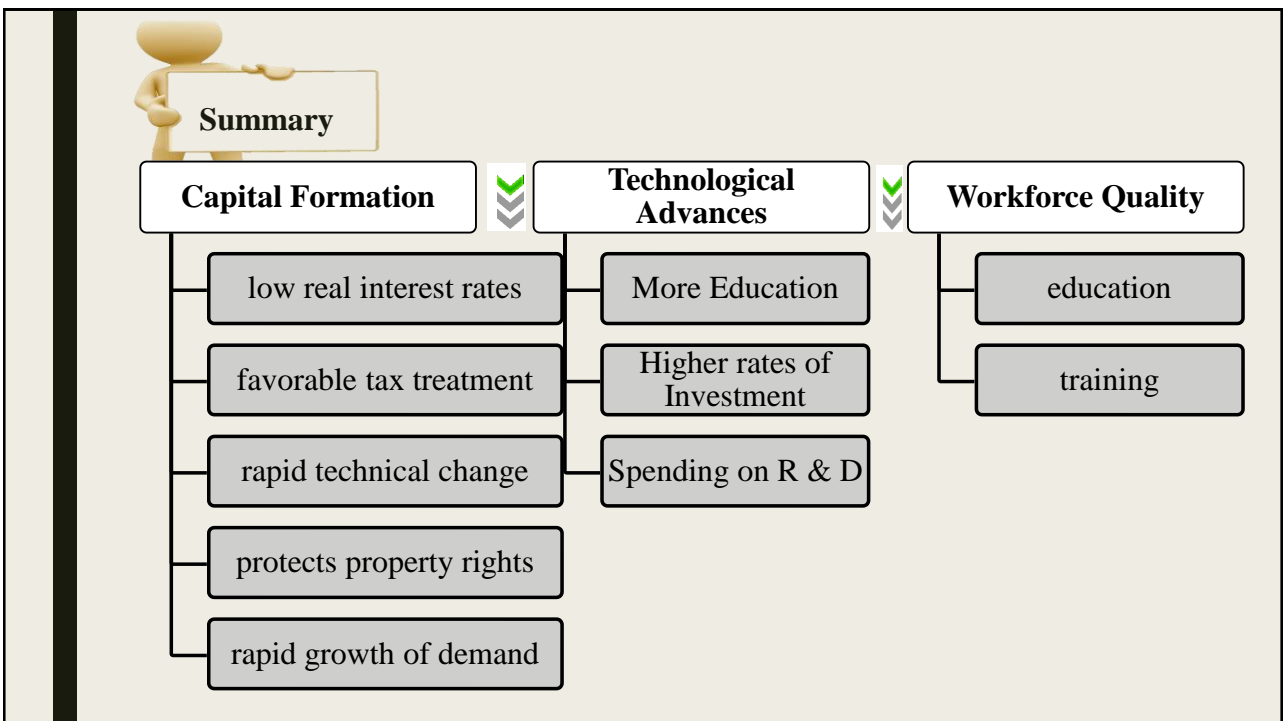 Summary
Capital Formation
low real interest rates
favorable tax treatment
rapid technical change
protects property rights
rapid growth of demand
Technological
Advances
More Education
Higher rates of
Investment
Spending on R & D
Workforce Quality
education
training